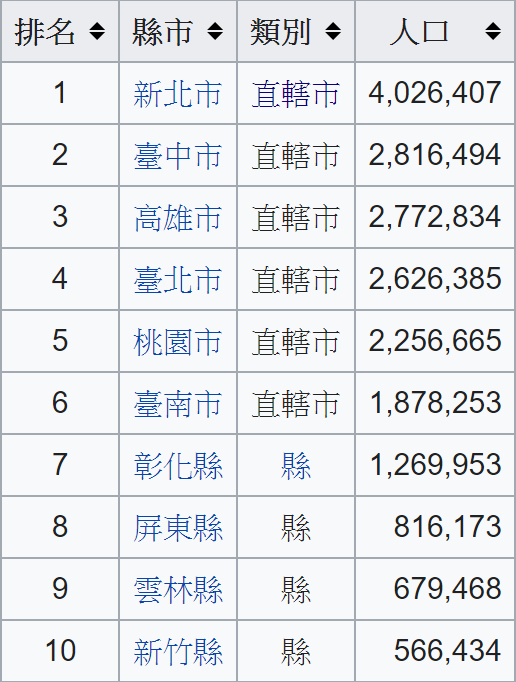 排名 縣市 類別 人口
1 新北市 直轄市 4,026,407
2 臺中市 直轄市 2,816,494
3 高雄市 直轄市 2,772,834
4 臺北市 直轄市 2,626,385
5 桃園市 直轄市 2,256,665
6 臺南市 直轄市 1,878,253
7 彰化縣 縣 1,269,953
8 屏東縣 縣 816,173
9 雲林縣 縣 679,468
10 新竹縣 縣 566,434